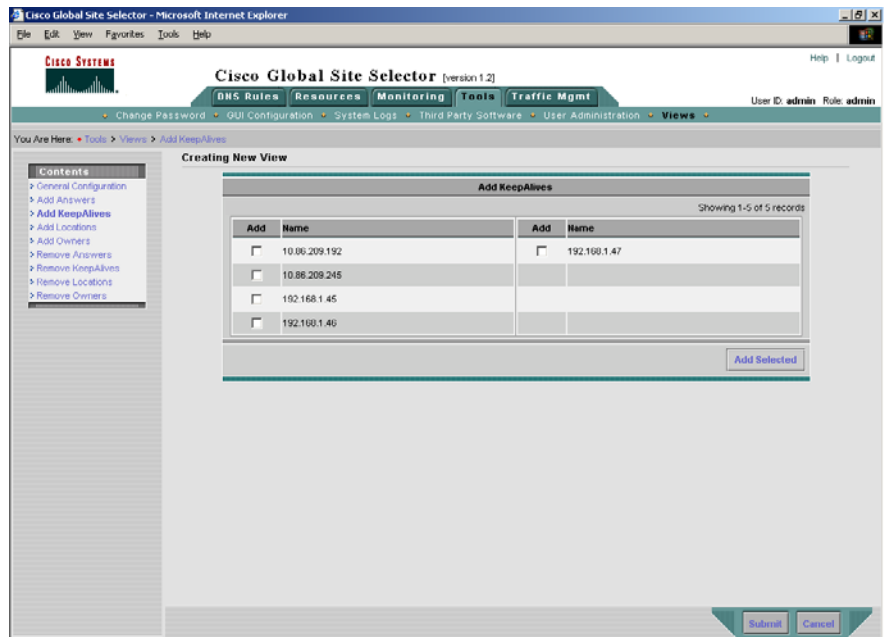 Cisco Global Site Selector - Microsoft Internet Explorer
File Edit View Favorites Tools Help
CISCO SYSTEMS
Help | Logout
Cisco Global Site Selector [version 1.2]
DNS Rules Resources Monitoring Tools Traffic Mgmt
User ID: admin Role: admin
Change Password GUI Configuration System Logs Third Party Software User Administration Views
You Are Here: • Tools > Views > Add KeepAlives
Creating New View
Contents
> General Configuration
> Add Answers
> Add KeepAlives
> Add Locations
> Add Owners
> Remove Answers
> Remove KeepAlives
> Remove Locations
> Remove Owners
Add KeepAlives
Showing 1-5 of 5 records
Add Name Add Name
10.86.209.192 192.168.1.47
10.86.209.245
192.168.1.45
192.168.1.46
Add Selected
Submit Cancel